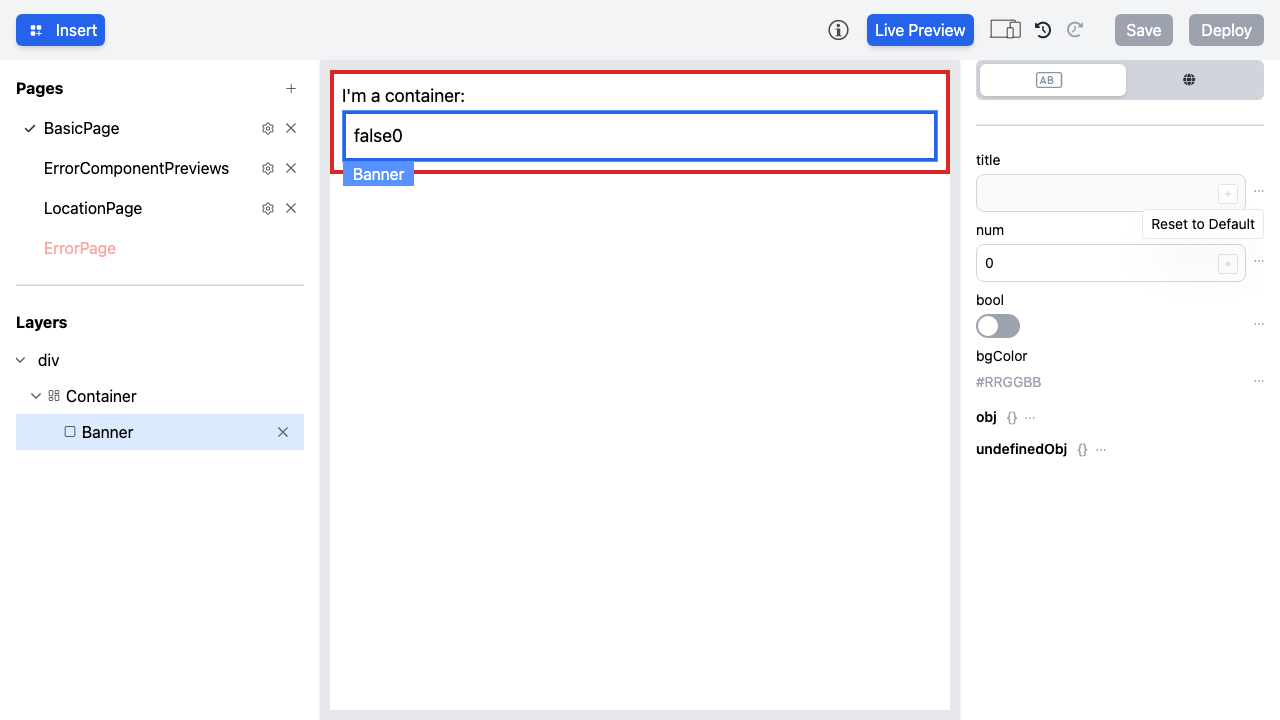 Insert
Live Preview
Save
Deploy
Pages
BasicPage
ErrorComponentPreviews
LocationPage
ErrorPage
Layers
div
Container
Banner
I'm a container:
false0
Banner
AB
title
Reset to Default
num
0
bool
bgColor
#RRGGBB
obj {} ...
undefinedObj {} ...